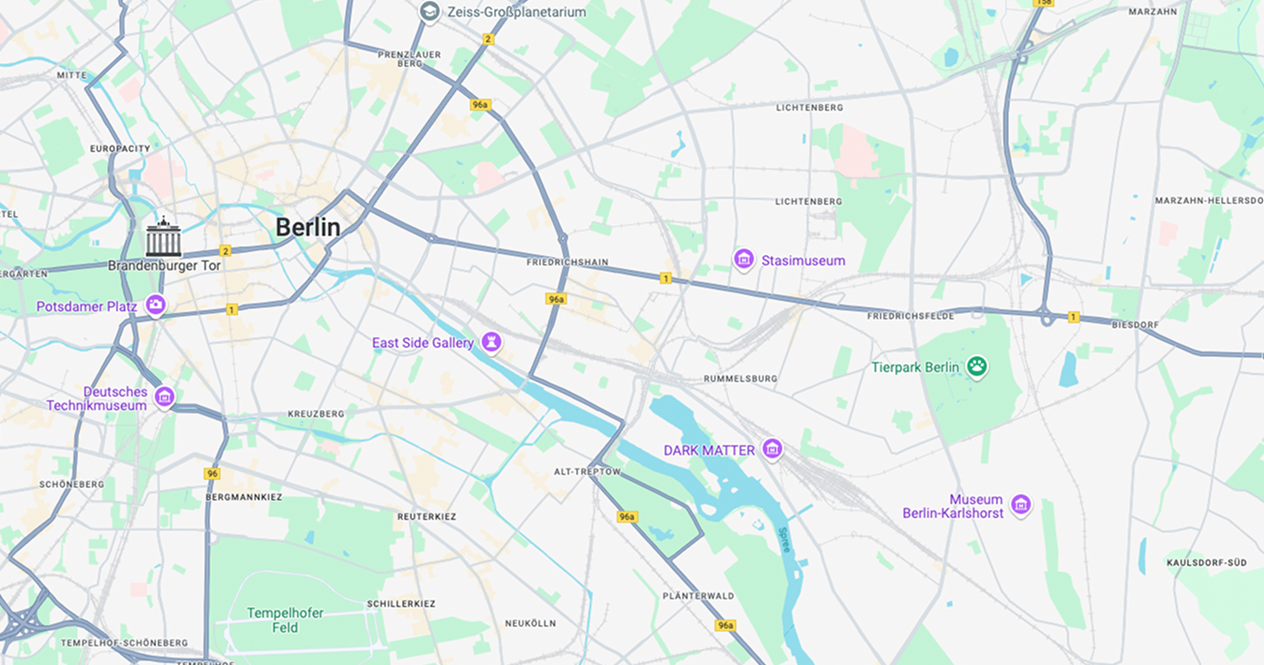 Zeiss-Großplanetarium
158
MARZAHN
2
PRENZLAUER
BERG
MITTE
96a
LICHTENBERG
EUROPACITY
LICHTENBERG
MARZAHN-HELLERSDO
TEL
Berlin
2
Brandenburger Tor
ERGARTEN
FRIEDRICHSHAIN
Stasimuseum
1
96a
Potsdamer Platz
1
FRIEDRICHSFELDE
1
BIESDORF
East Side Gallery
Tierpark Berlin
RUMMELSBURG
Deutsches
Technikmuseum
KREUZBERG
DARK MATTER
96
ALT-TREPTOW
SCHÖNEBERG
BERGMANNKIEZ
Museum
Berlin-Karlshorst
REUTERKIEZ
96a
Spree
KAULSDORF-SÜD
PLÄNTERWALD
SCHILLERKIEZ
Tempelhofer
Feld
NEUKÖLLN
96a
TEMPELHOF-SCHÖNEBERG
TEMPELHOF